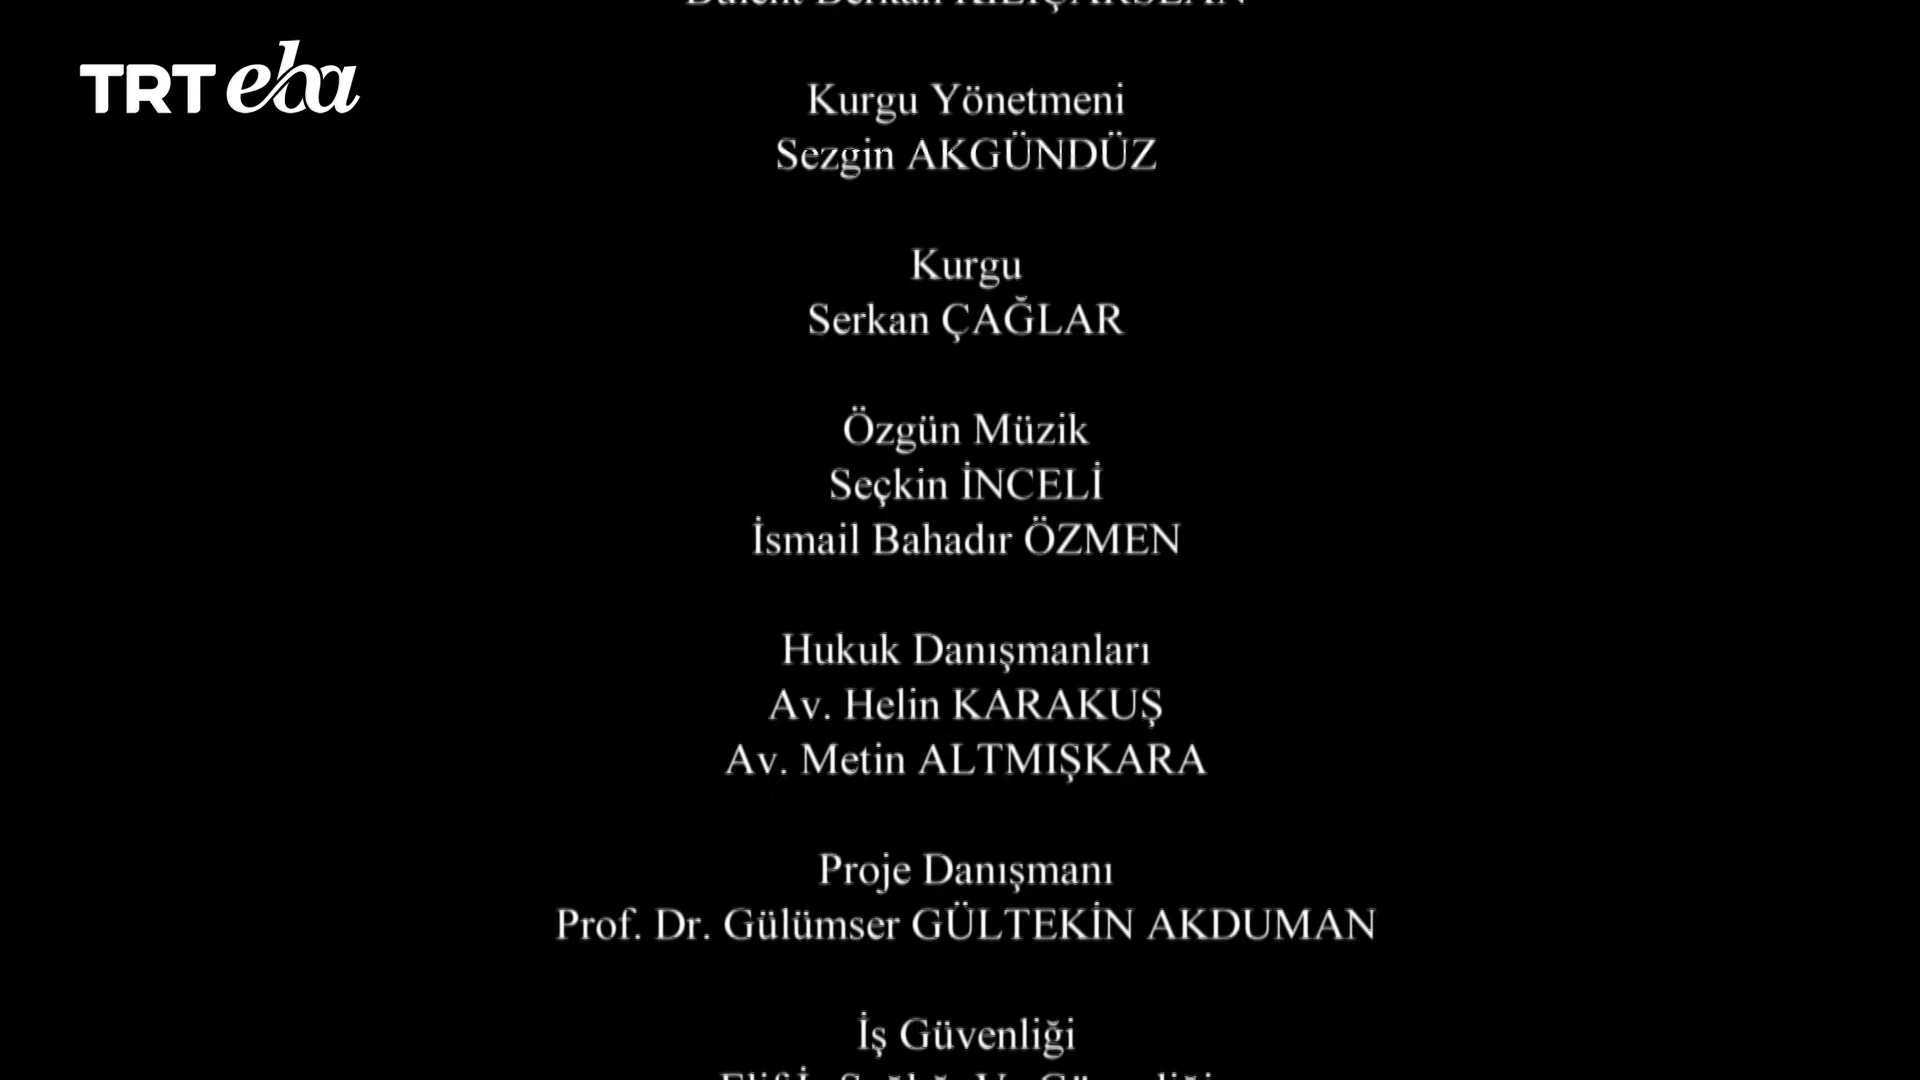 TRT eba
KILIÇARSLAN
Kurgu Yönetmeni
Sezgin AKGÜNDÜZ
Kurgu
Serkan ÇAĞLAR
Özgün Müzik
Seçkin İNCELİ
İsmail Bahadır ÖZMEN
Hukuk Danışmanları
Av. Helin KARAKUŞ
Av. Metin ALTMIŞKARA
Proje Danışmanı
Prof. Dr. Gülümser GÜLTEKİN AKDUMAN
İş Güvenliği